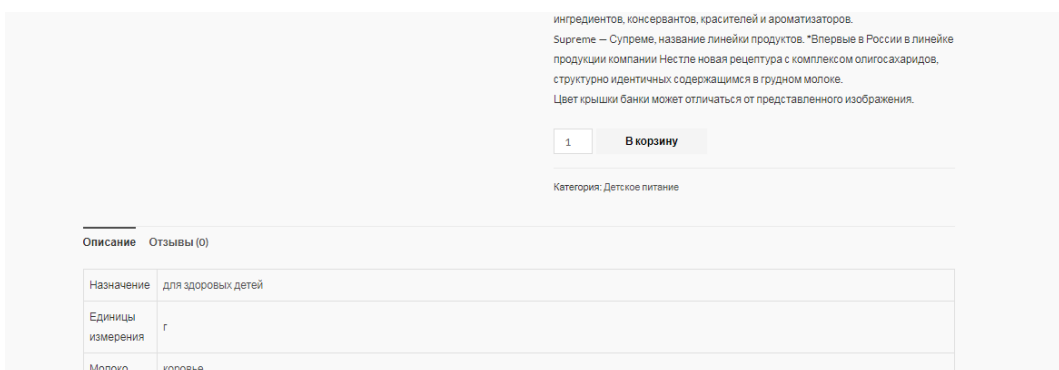 ингредиентов, консервантов, красителей и ароматизаторов.
Supreme — Супреме, название линейки продуктов. *Впервые в России в линейке
продукции компании Нестле новая рецептура с комплексом олигосахаридов,
структурно идентичных содержащимся в грудном молоке.
Цвет крышки банки может отличаться от представленного изображения.
1 В корзину
Категория: Детское питание
Описание Отзывы (0)
Назначение для здоровых детей
Единицы
измерения г
Молоко коровье